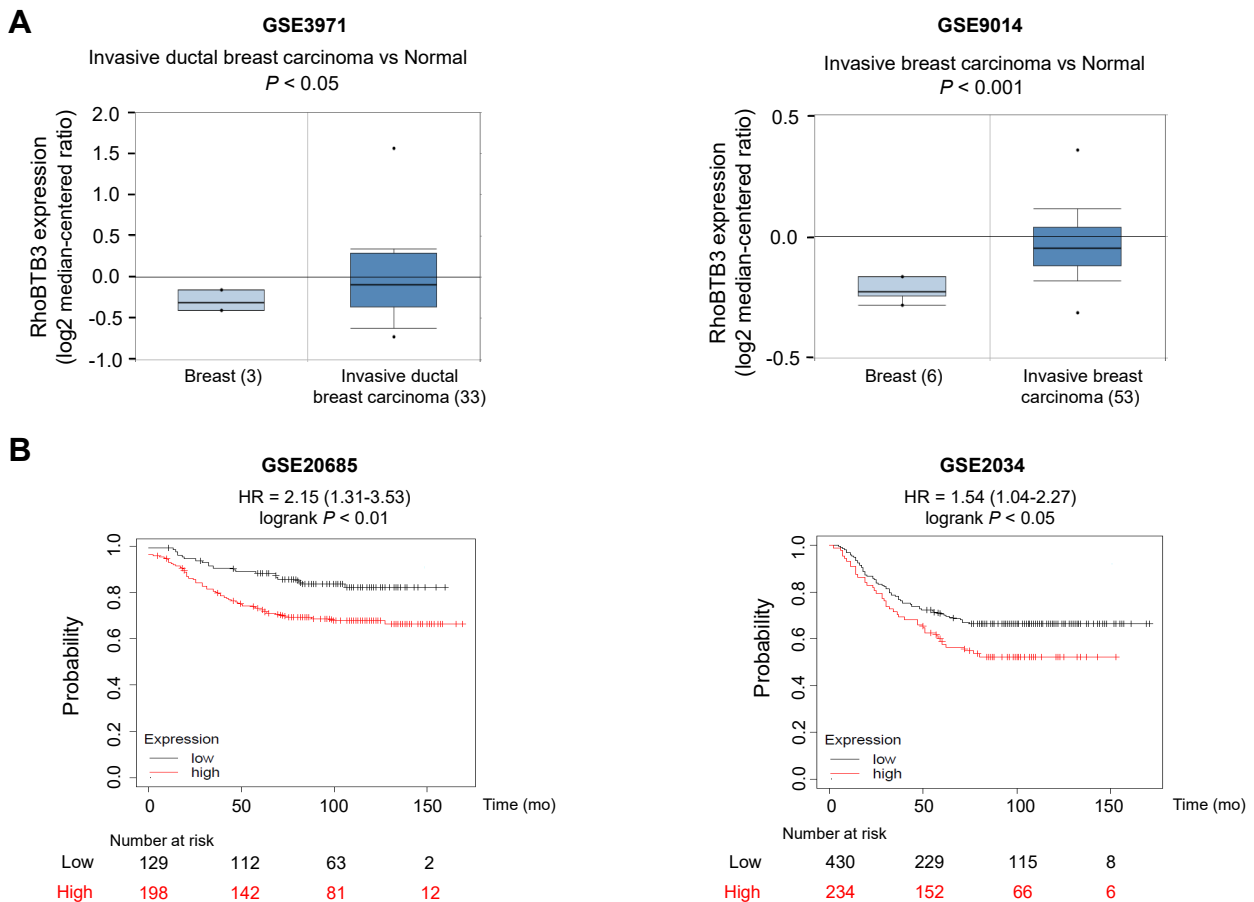 A
GSE3971
Invasive ductal breast carcinoma vs Normal
P < 0.05
RhoBTB3 expression
(log2 median-centered ratio)
2.0
1.5
1.0
0.5
0.0
-0.5
-1.0
Breast (3)
Invasive ductal
breast carcinoma (33)
GSE9014
Invasive breast carcinoma vs Normal
P < 0.001
RhoBTB3 expression
(log2 median-centered ratio)
0.5
0.0
-0.5
Breast (6)
Invasive breast
carcinoma (53)
B
GSE20685
HR = 2.15 (1.31-3.53)
logrank P < 0.01
Probability
1.0
0.8
0.6
0.4
0.2
0.0
Expression
low
high
0 50 100 150 Time (mo)
Number at risk
Low 129 112 63 2
High 198 142 81 12
GSE2034
HR = 1.54 (1.04-2.27)
logrank P < 0.05
Probability
1.0
0.8
0.6
0.4
0.2
0.0
Expression
low
high
0 50 100 150 Time (mo)
Number at risk
Low 430 229 115 8
High 234 152 66 6